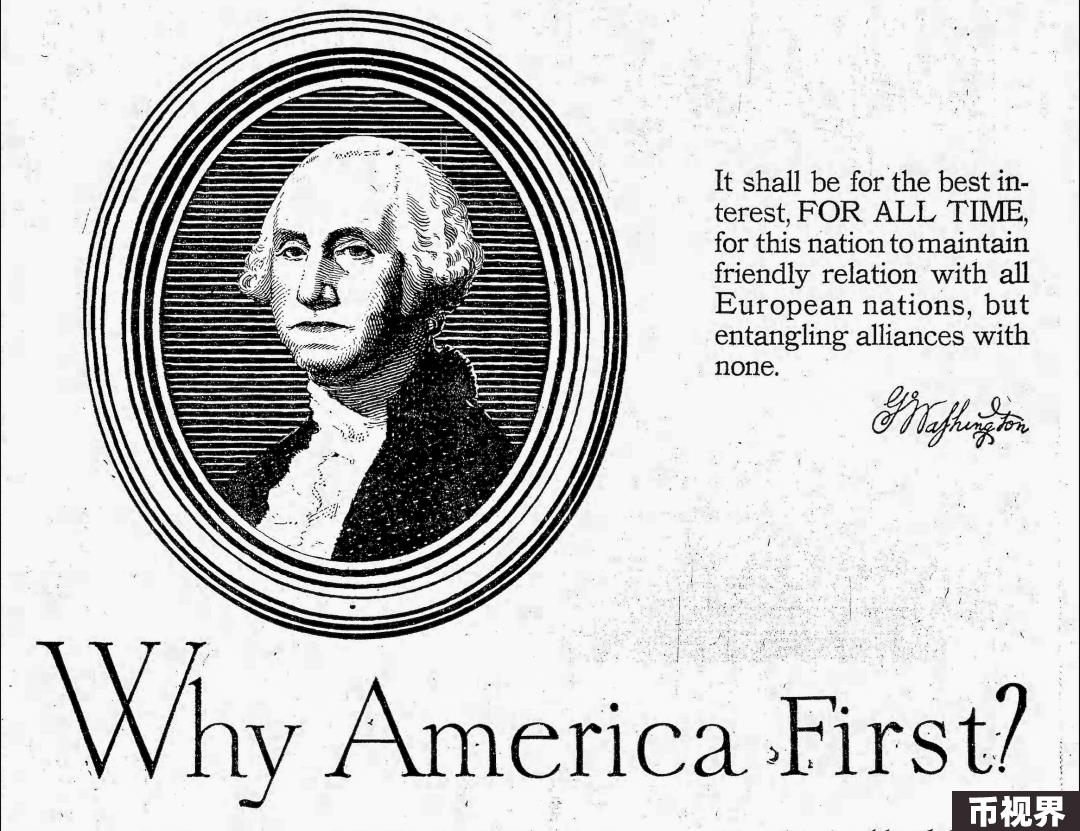 It shall be for the best in-
terest, FOR ALL TIME,
for this nation to maintain
friendly relation with all
European nations, but
entangling alliances with
none.
G Washington
Why America First?
币视界